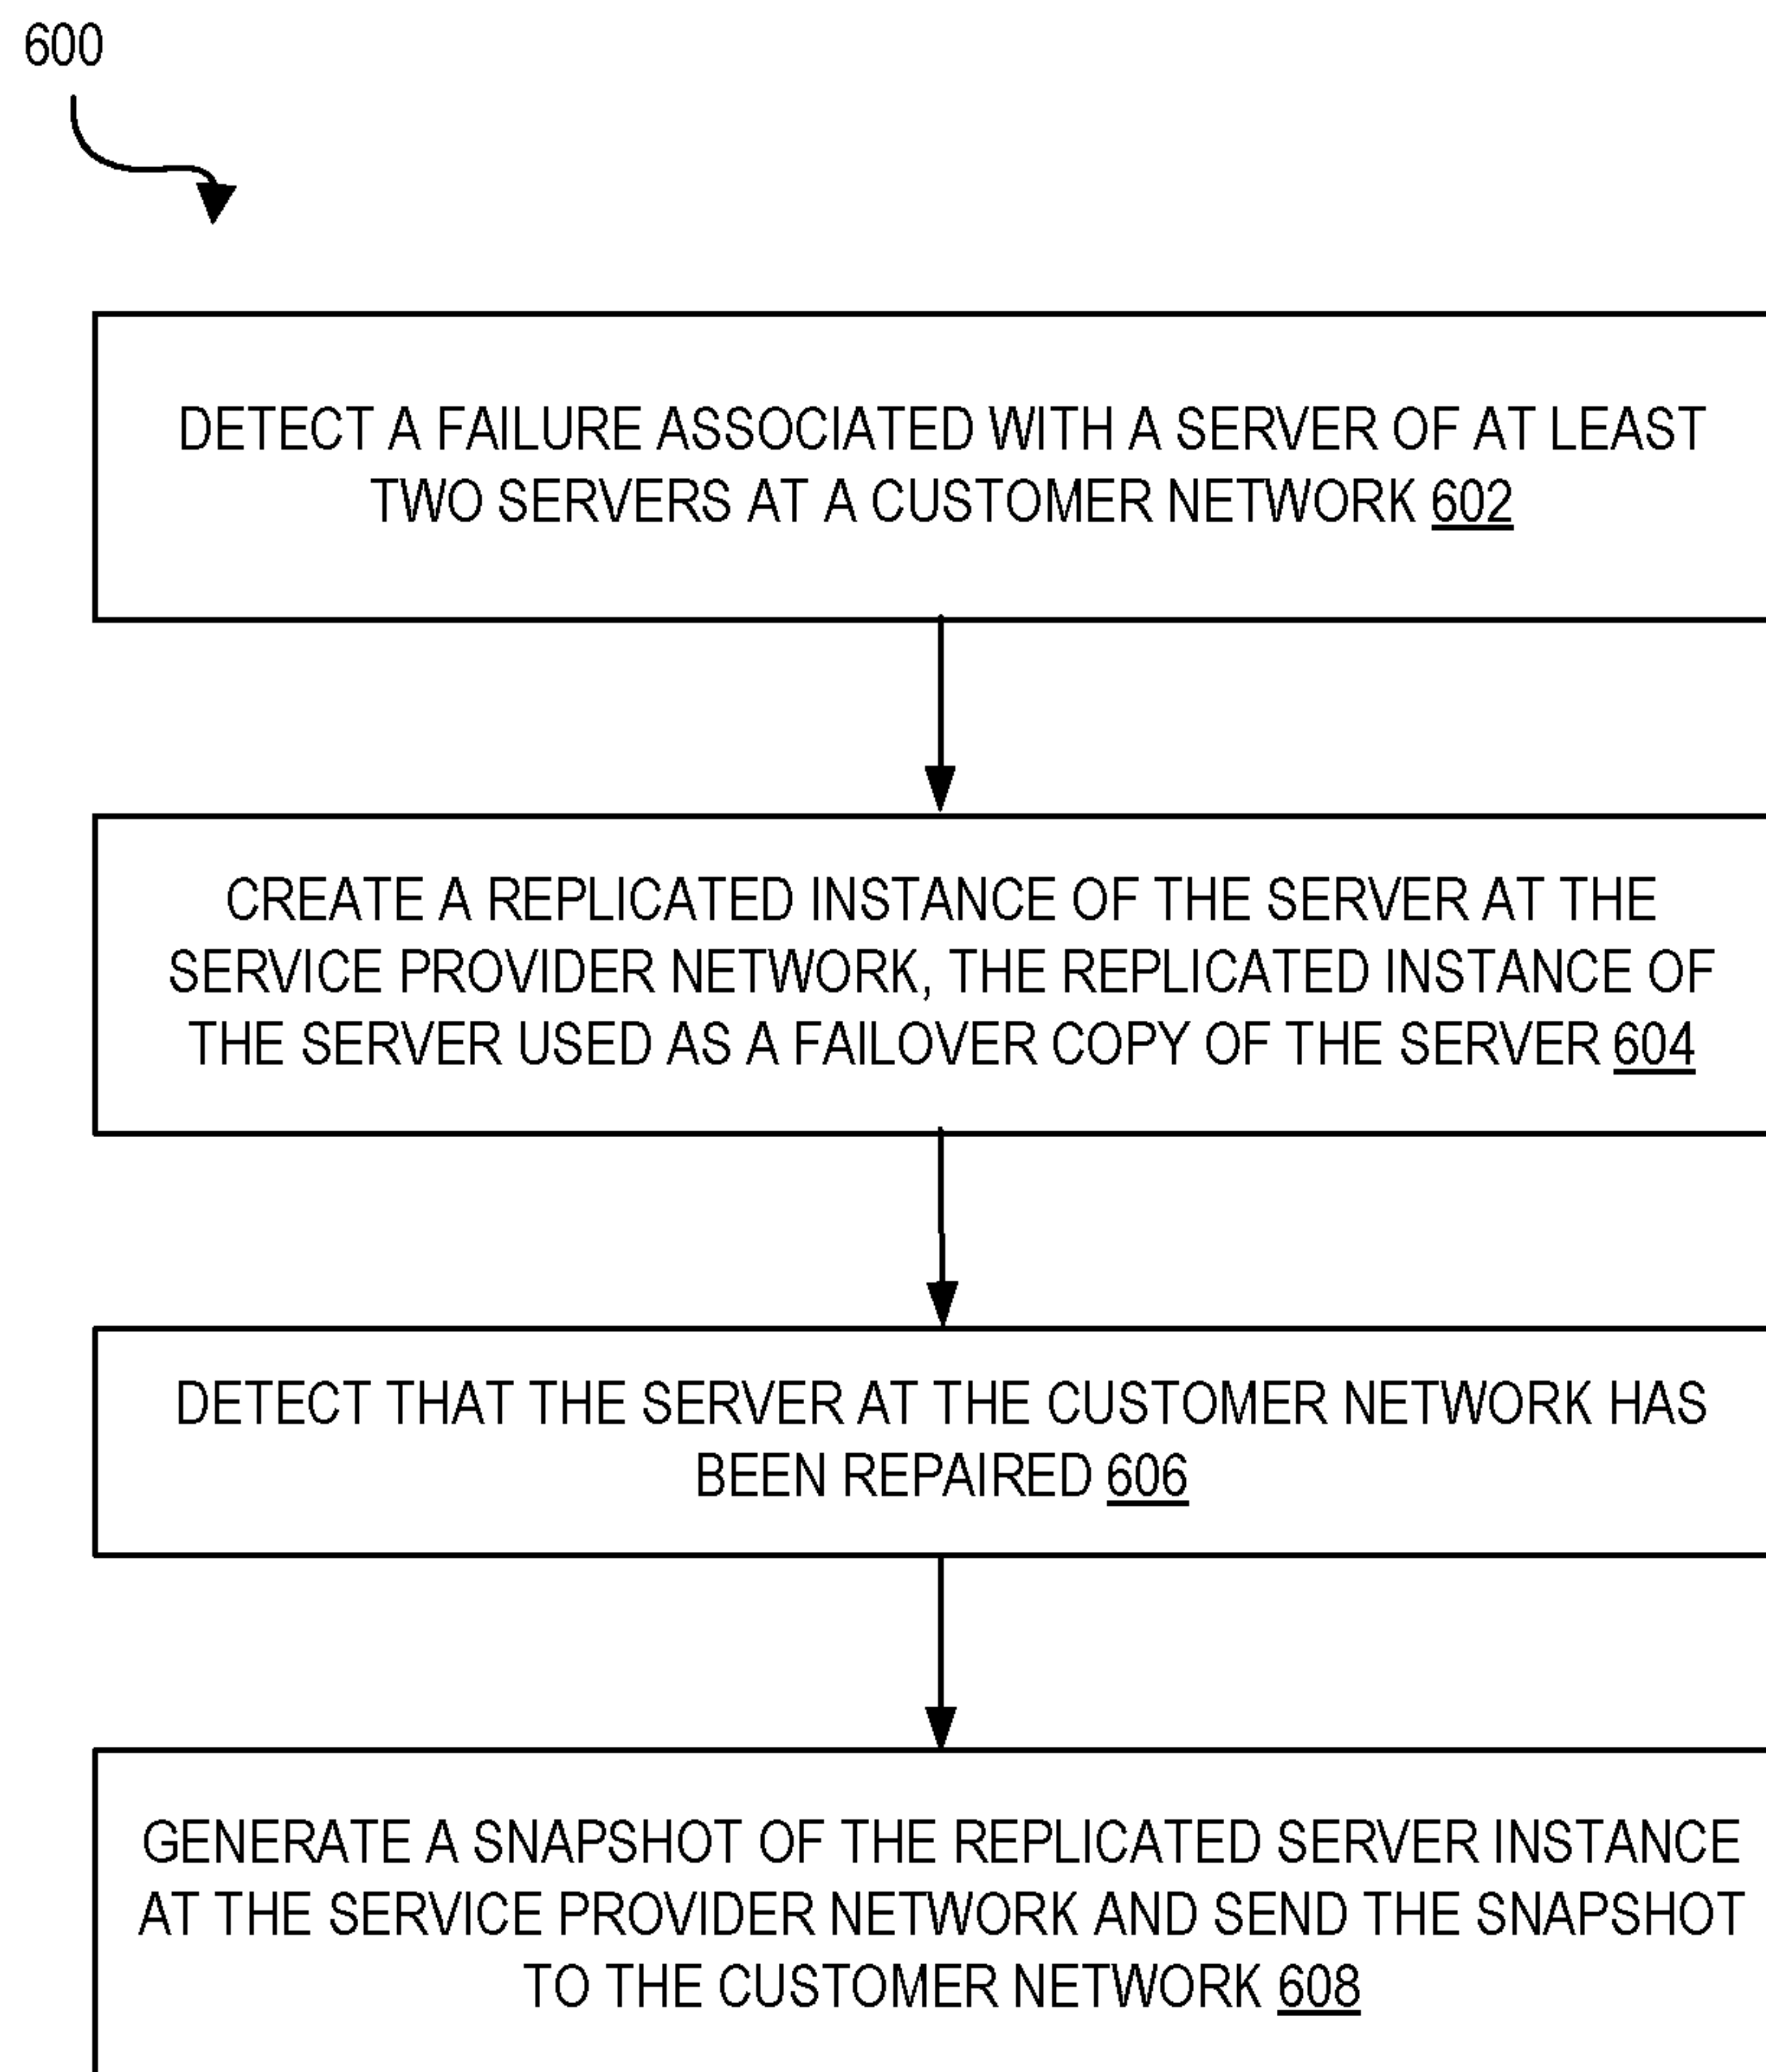 600
DETECT A FAILURE ASSOCIATED WITH A SERVER OF AT LEAST
TWO SERVERS AT A CUSTOMER NETWORK 602
CREATE A REPLICATED INSTANCE OF THE SERVER AT THE
SERVICE PROVIDER NETWORK, THE REPLICATED INSTANCE OF
THE SERVER USED AS A FAILOVER COPY OF THE SERVER 604
DETECT THAT THE SERVER AT THE CUSTOMER NETWORK HAS
BEEN REPAIRED 606
GENERATE A SNAPSHOT OF THE REPLICATED SERVER INSTANCE
AT THE SERVICE PROVIDER NETWORK AND SEND THE SNAPSHOT
TO THE CUSTOMER NETWORK 608